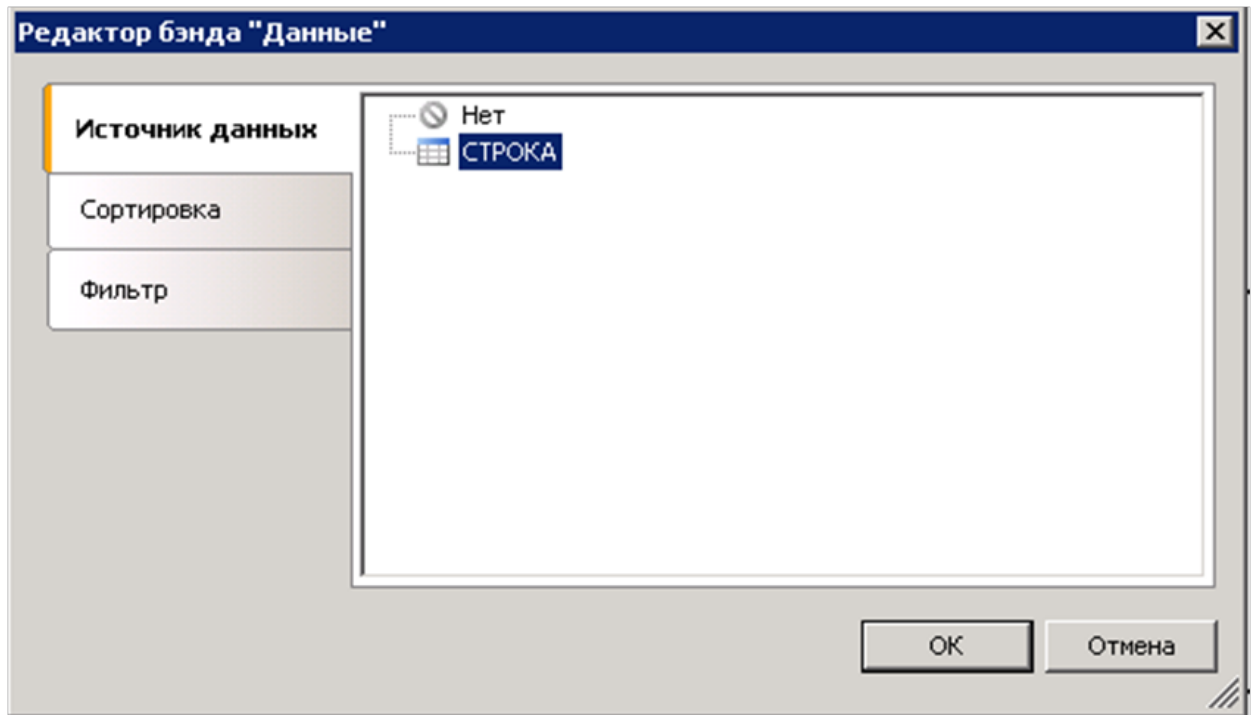 Редактор бэнда "Данные"
Источник данных
Сортировка
Фильтр
Нет
СТРОКА
ОК
Отмена